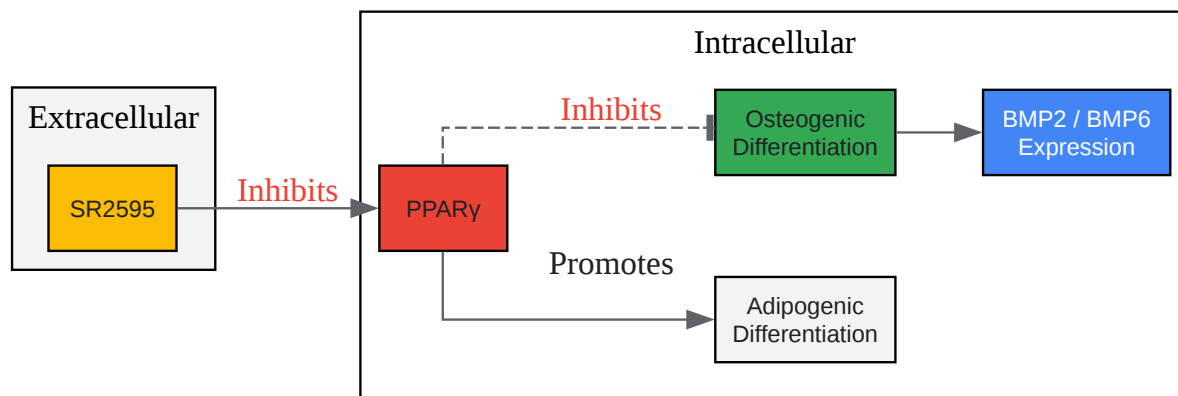 Intracellular
Extracellular
SR2595
Inhibits
PPARγ
Inhibits
Osteogenic
Differentiation
BMP2 / BMP6
Expression
Promotes
Adipogenic
Differentiation